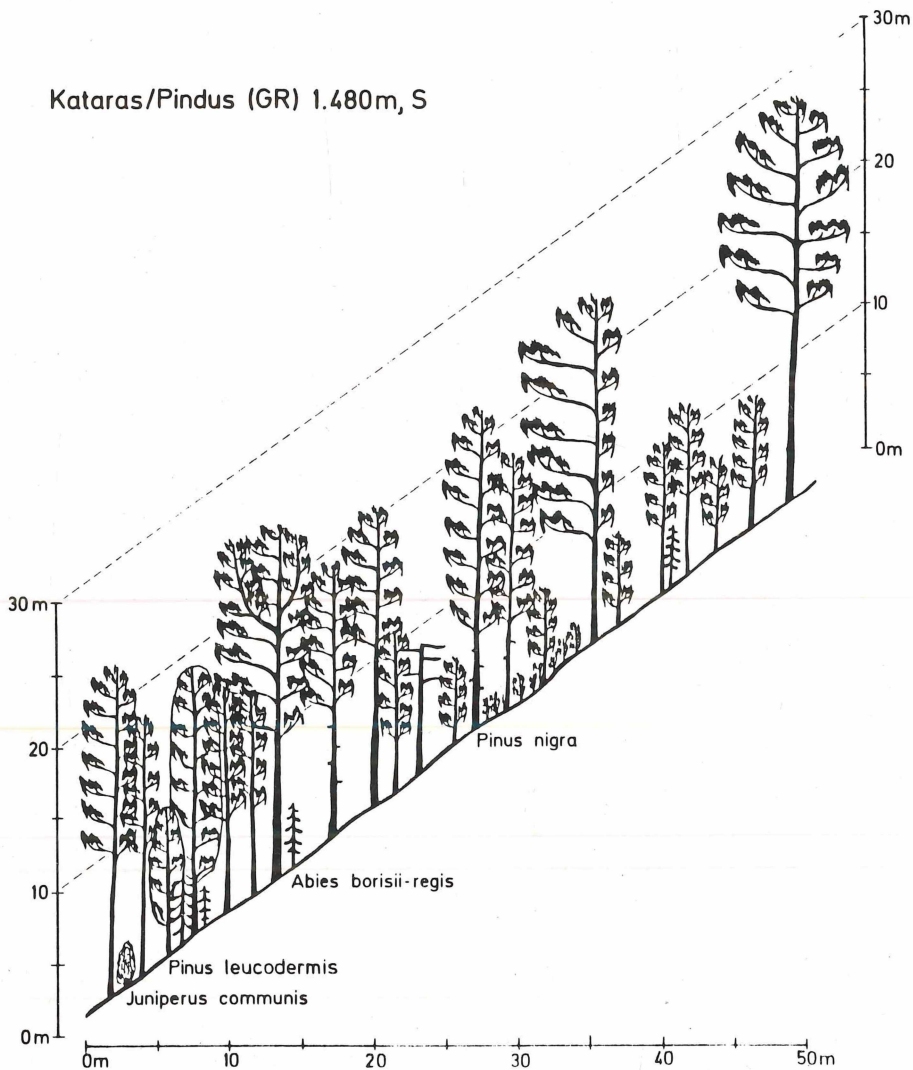 30m
Kataras/Pindus (GR) 1.480m, S
20
10
0m
30m
20
Pinus nigra
10
Abies borisii-regis
Pinus leucodermis
Juniperus communis
0m
0m 10 20 30 40 50m